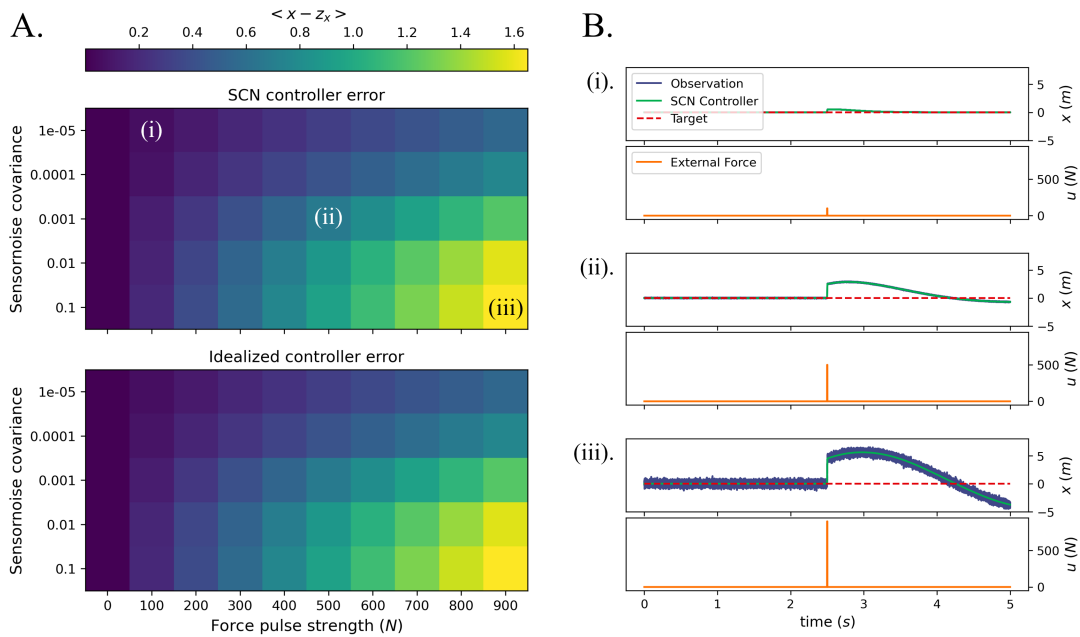 A.
< x − z_x >
0.2 0.4 0.6 0.8 1.0 1.2 1.4 1.6
SCN controller error
Sensornoise covariance
1e-05
0.0001
0.001
0.01
0.1
(i)
(ii)
(iii)
Idealized controller error
Sensornoise covariance
1e-05
0.0001
0.001
0.01
0.1
0 100 200 300 400 500 600 700 800 900
Force pulse strength (N)
B.
(i).
Observation
SCN Controller
Target
5
0
−5
x (m)
External Force
500
0
u (N)
(ii).
5
0
−5
x (m)
500
0
u (N)
(iii).
5
0
−5
x (m)
500
0
u (N)
0 1 2 3 4 5
time (s)